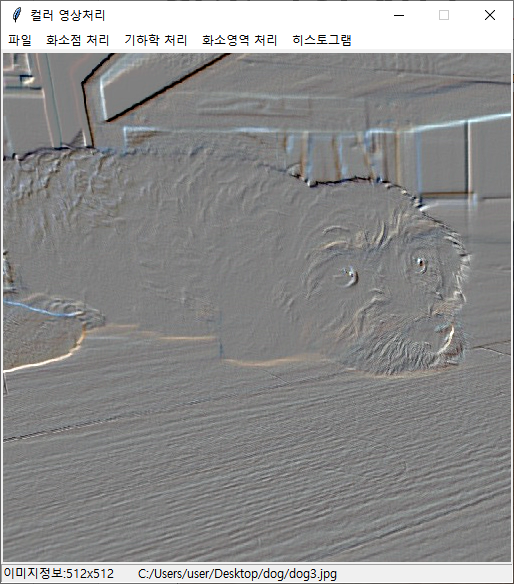 컬러 영상처리
파일 화소점 처리 기하학 처리 화소영역 처리 히스토그램
이미지정보:512x512 C:/Users/user/Desktop/dog/dog3.jpg